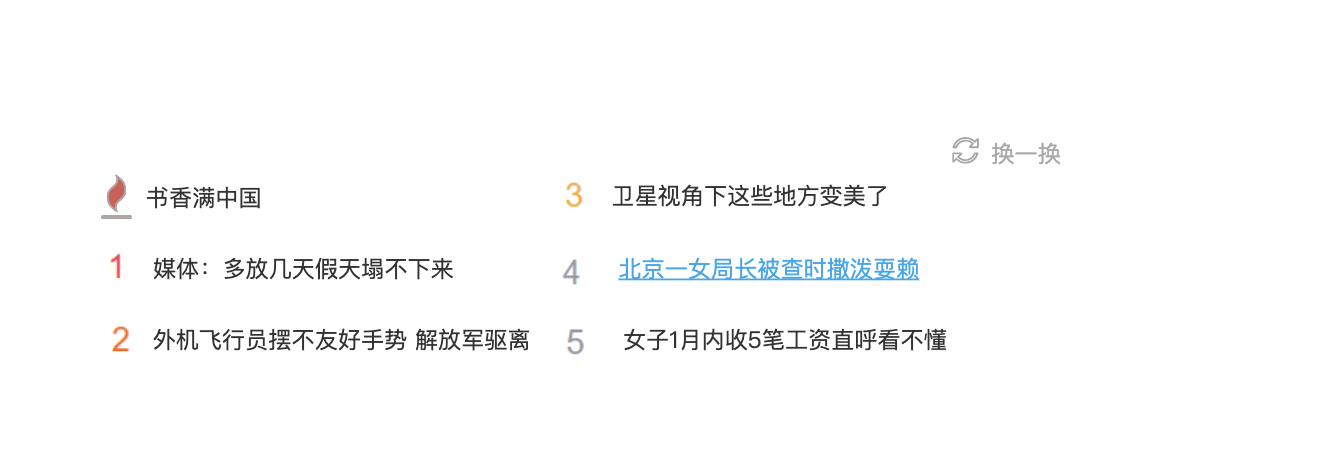 换一换
书香满中国
1 媒体：多放几天假天塌不下来
2 外机飞行员摆不友好手势 解放军驱离
3 卫星视角下这些地方变美了
4 北京一女局长被查时撒泼耍赖
5 女子1月内收5笔工资直呼看不懂